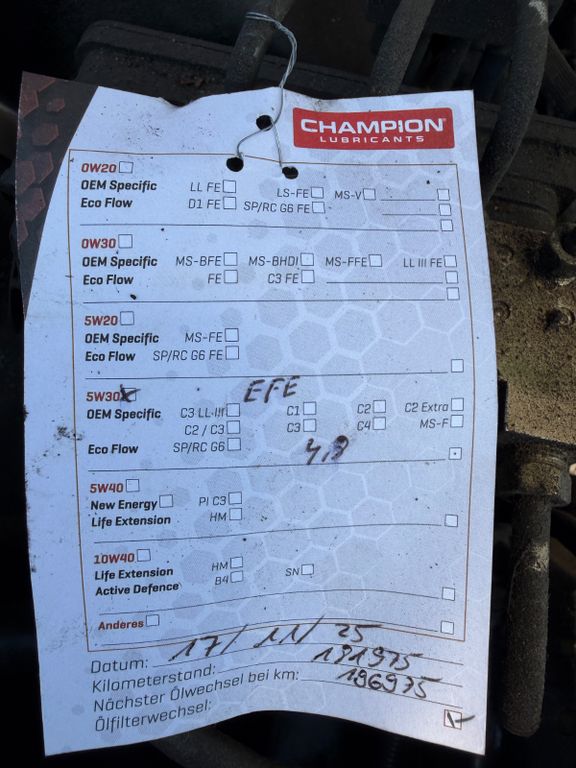 CHAMPION®
LUBRICANTS
0W20
OEM Specific LL FE LS-FE MS-V
Eco Flow D1 FE SP/RC G6 FE
0W30
OEM Specific MS-BFE MS-BHDI MS-FFE LL III FE
Eco Flow FE C3 FE
5W20
OEM Specific MS-FE
Eco Flow SP/RC G6 FE
5W30 EFE
OEM Specific C3 LL-III C1 C2 C2 Extra
C2 / C3 C3 C4 MS-F
Eco Flow SP/RC G6 4,8
5W40
New Energy PI C3
Life Extension HM
10W40
Life Extension HM
Active Defence B4 SN
Anderes
Datum: 17/11/25
Kilometerstand: 191975
Nächster Ölwechsel bei km: 196975
Ölfilterwechsel: